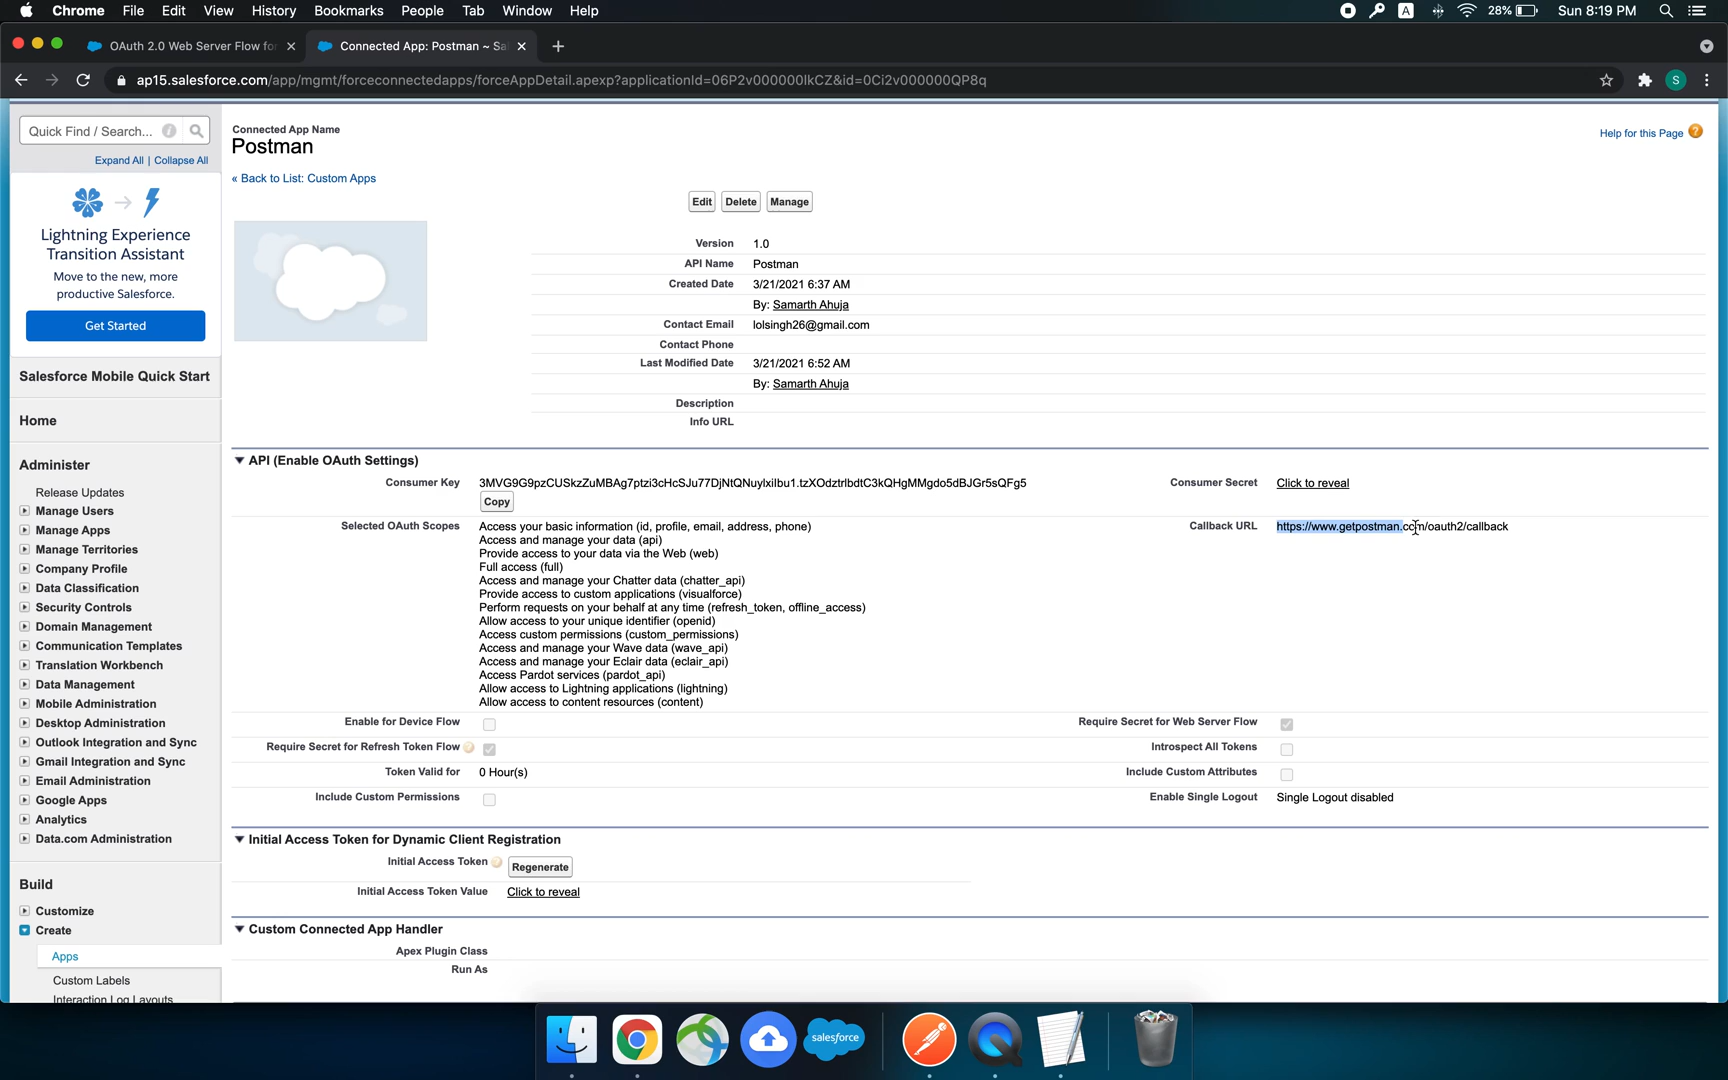 Chrome File Edit View History Bookmarks People Tab Window Help
A 28% Sun 8:19 PM
OAuth 2.0 Web Server Flow for
Connected App: Postman ~ Sa
ap15.salesforce.com/app/mgmt/forceconnectedapps/forceAppDetail.apexp?applicationId=06P2v000000IkCZ&id=0Ci2v000000QP8q
S
Quick Find / Search... i
Expand All | Collapse All
Lightning Experience
Transition Assistant
Move to the new, more
productive Salesforce.
Get Started
Salesforce Mobile Quick Start
Home
Administer
Release Updates
Manage Users
Manage Apps
Manage Territories
Company Profile
Data Classification
Security Controls
Domain Management
Communication Templates
Translation Workbench
Data Management
Mobile Administration
Desktop Administration
Outlook Integration and Sync
Gmail Integration and Sync
Email Administration
Google Apps
Analytics
Data.com Administration
Build
Customize
Create
Apps
Custom Labels
Interaction Log Layouts
Connected App Name
Postman
Help for this Page ?
« Back to List: Custom Apps
Edit Delete Manage
Version 1.0
API Name Postman
Created Date 3/21/2021 6:37 AM
By: Samarth Ahuja
Contact Email lolsingh26@gmail.com
Contact Phone
Last Modified Date 3/21/2021 6:52 AM
By: Samarth Ahuja
Description
Info URL
API (Enable OAuth Settings)
Consumer Key 3MVG9G9pzCUSkzZuMBAg7ptzi3cHcSJu77DjNtQNuylxiIbu1.tzXOdztrlbdtC3kQHgMMgdo5dBJGr5sQFg5
Copy
Consumer Secret Click to reveal
Selected OAuth Scopes Access your basic information (id, profile, email, address, phone)
Access and manage your data (api)
Provide access to your data via the Web (web)
Full access (full)
Access and manage your Chatter data (chatter_api)
Provide access to custom applications (visualforce)
Perform requests on your behalf at any time (refresh_token, offline_access)
Allow access to your unique identifier (openid)
Access custom permissions (custom_permissions)
Access and manage your Wave data (wave_api)
Access and manage your Eclair data (eclair_api)
Access Pardot services (pardot_api)
Allow access to Lightning applications (lightning)
Allow access to content resources (content)
Callback URL https://www.getpostman.com/oauth2/callback
Enable for Device Flow
Require Secret for Web Server Flow
Require Secret for Refresh Token Flow
Introspect All Tokens
Token Valid for 0 Hour(s)
Include Custom Attributes
Include Custom Permissions
Enable Single Logout Single Logout disabled
Initial Access Token for Dynamic Client Registration
Initial Access Token Regenerate
Initial Access Token Value Click to reveal
Custom Connected App Handler
Apex Plugin Class
Run As
salesforce